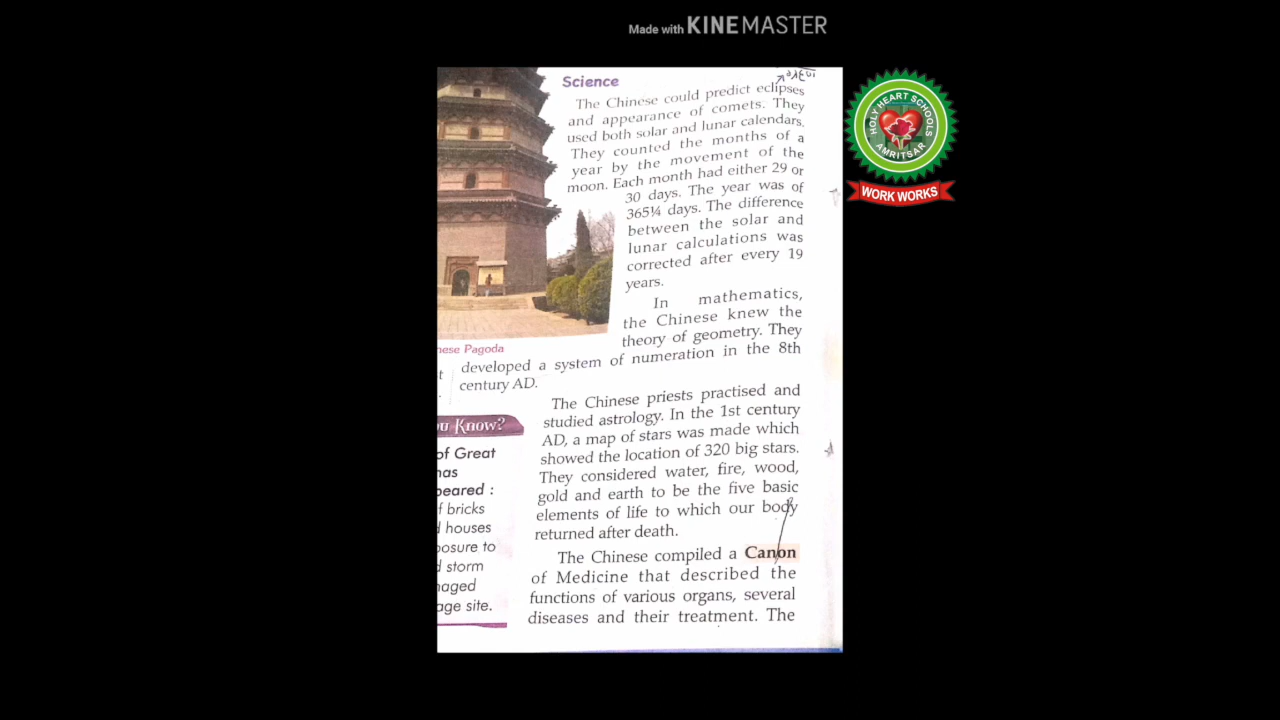 Made with KINEMASTER
Science
The Chinese could predict eclipses
and appearance of comets. They
used both solar and lunar calendars.
They counted the months of a
year by the movement of the
moon. Each month had either 29 or
30 days. The year was of
365¼ days. The difference
between the solar and
lunar calculations was
corrected after every 19
years.
In mathematics,
the Chinese knew the
theory of geometry. They
developed a system of numeration in the 8th
century AD.
The Chinese priests practised and
studied astrology. In the 1st century
AD, a map of stars was made which
showed the location of 320 big stars.
They considered water, fire, wood,
gold and earth to be the five basic
elements of life to which our body
returned after death.
The Chinese compiled a Canon
of Medicine that described the
functions of various organs, several
diseases and their treatment. The
nese Pagoda
t
.
ou Know?
of Great
has
peared :
f bricks
d houses
posure to
d storm
maged
age site.
HOLY HEART SCHOOLS
AMRITSAR
WORK WORKS